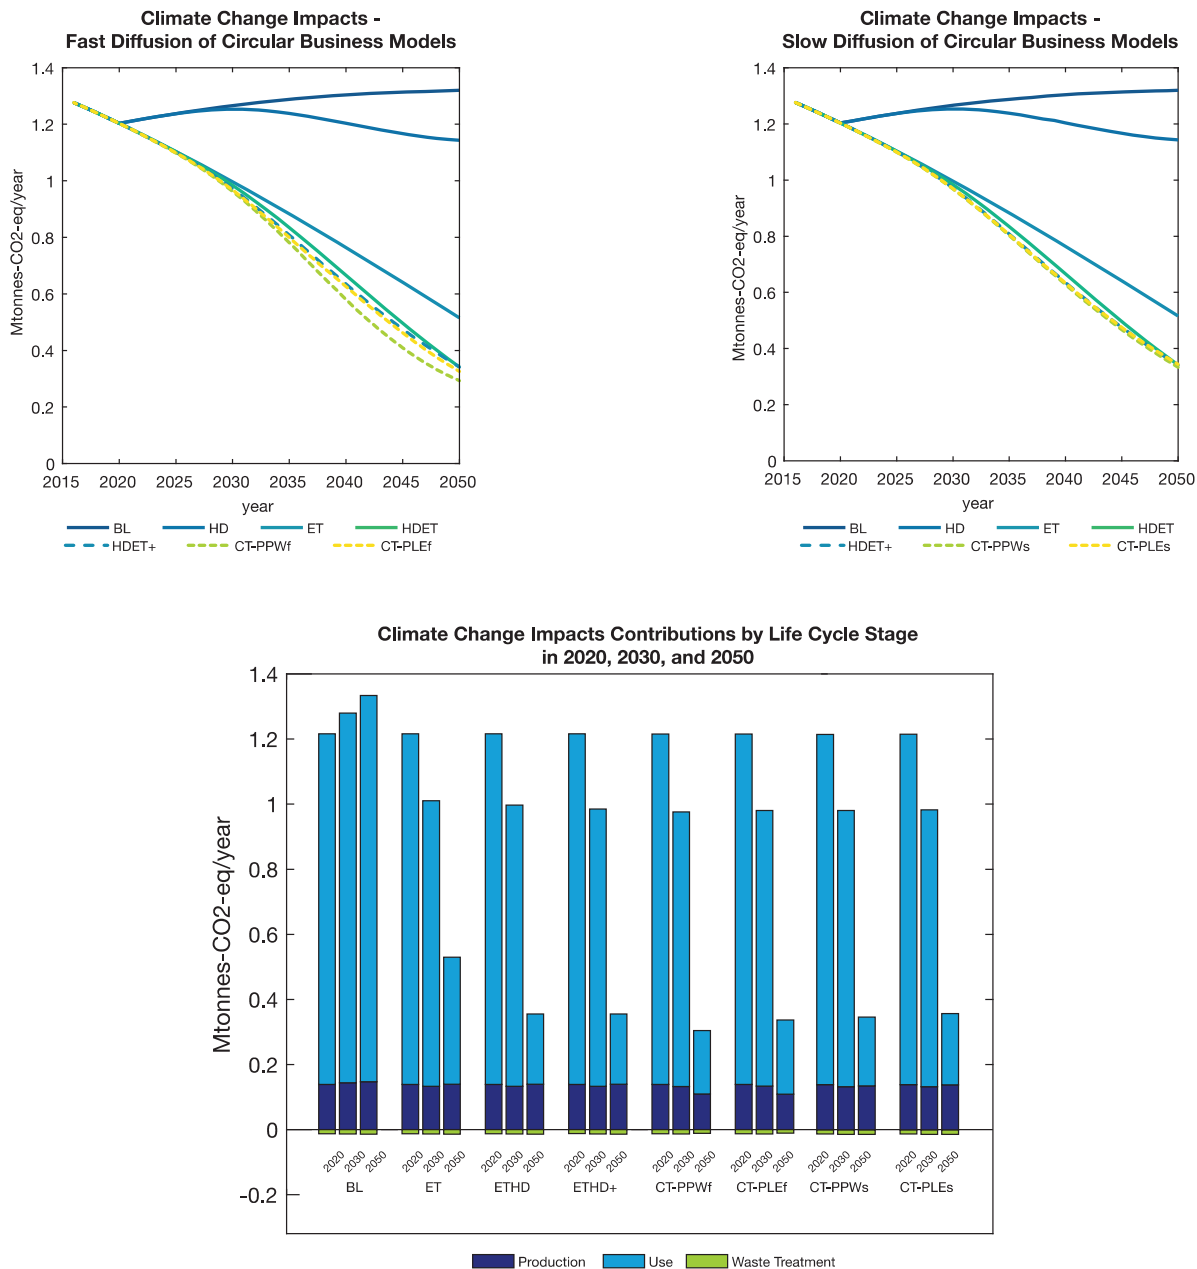 Climate Change Impacts -
Fast Diffusion of Circular Business Models
1.4
1.2
1
0.8
0.6
0.4
0.2
0
Mtonnes-CO2-eq/year
2015 2020 2025 2030 2035 2040 2045 2050
year
BL HD ET HDET
HDET+ CT-PPWf CT-PLEf
Climate Change Impacts -
Slow Diffusion of Circular Business Models
1.4
1.2
1
0.8
0.6
0.4
0.2
0
Mtonnes-CO2-eq/year
2015 2020 2025 2030 2035 2040 2045 2050
year
BL HD ET HDET
HDET+ CT-PPWs CT-PLEs
Climate Change Impacts Contributions by Life Cycle Stage
in 2020, 2030, and 2050
1.4
1.2
1
0.8
0.6
0.4
0.2
0
-0.2
Mtonnes-CO2-eq/year
2020 2030 2050 2020 2030 2050 2020 2030 2050 2020 2030 2050 2020 2030 2050 2020 2030 2050 2020 2030 2050 2020 2030 2050
BL ET ETHD ETHD+ CT-PPWf CT-PLEf CT-PPWs CT-PLEs
Production Use Waste Treatment